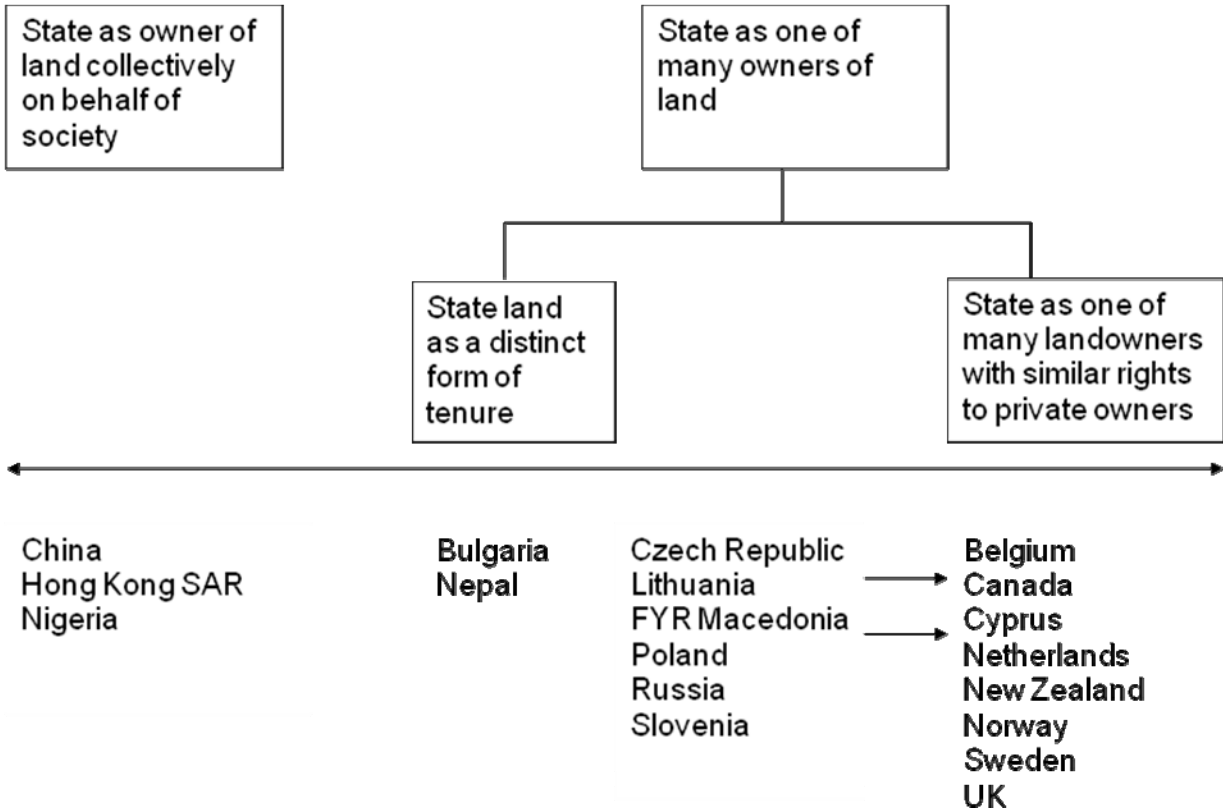 State as owner of
land collectively
on behalf of
society
State as one of
many owners of
land
State land
as a distinct
form of
tenure
State as one of
many landowners
with similar rights
to private owners
China
Hong Kong SAR
Nigeria
Bulgaria
Nepal
Czech Republic
Lithuania
FYR Macedonia
Poland
Russia
Slovenia
Belgium
Canada
Cyprus
Netherlands
New Zealand
Norway
Sweden
UK